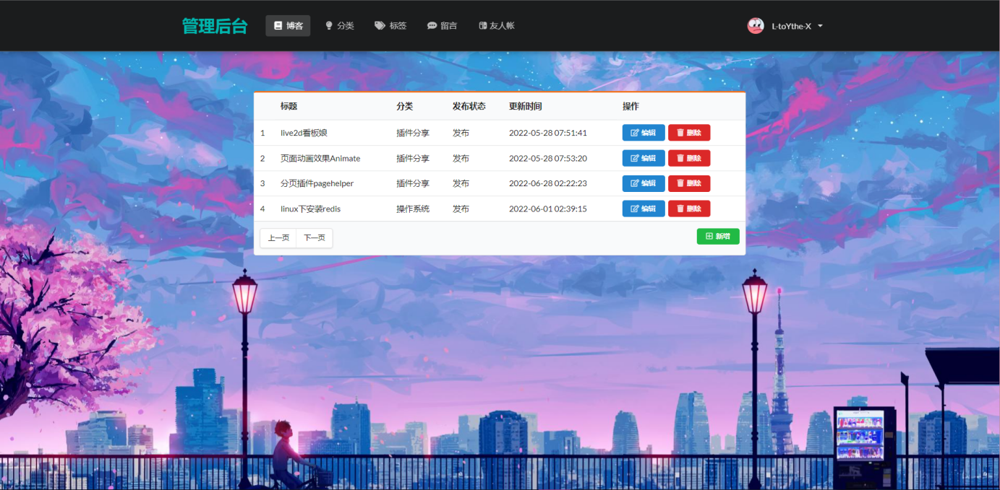 管理后台 博客 分类 标签 留言 友人帐 L-toYthe-X
标题 分类 发布状态 更新时间 操作
1 live2d看板娘 插件分享 发布 2022-05-28 07:51:41 编辑 删除
2 页面动画效果Animate 插件分享 发布 2022-05-28 07:53:20 编辑 删除
3 分页插件pagehelper 插件分享 发布 2022-06-28 02:22:23 编辑 删除
4 linux下安装redis 操作系统 发布 2022-06-01 02:39:15 编辑 删除
上一页 下一页 新增